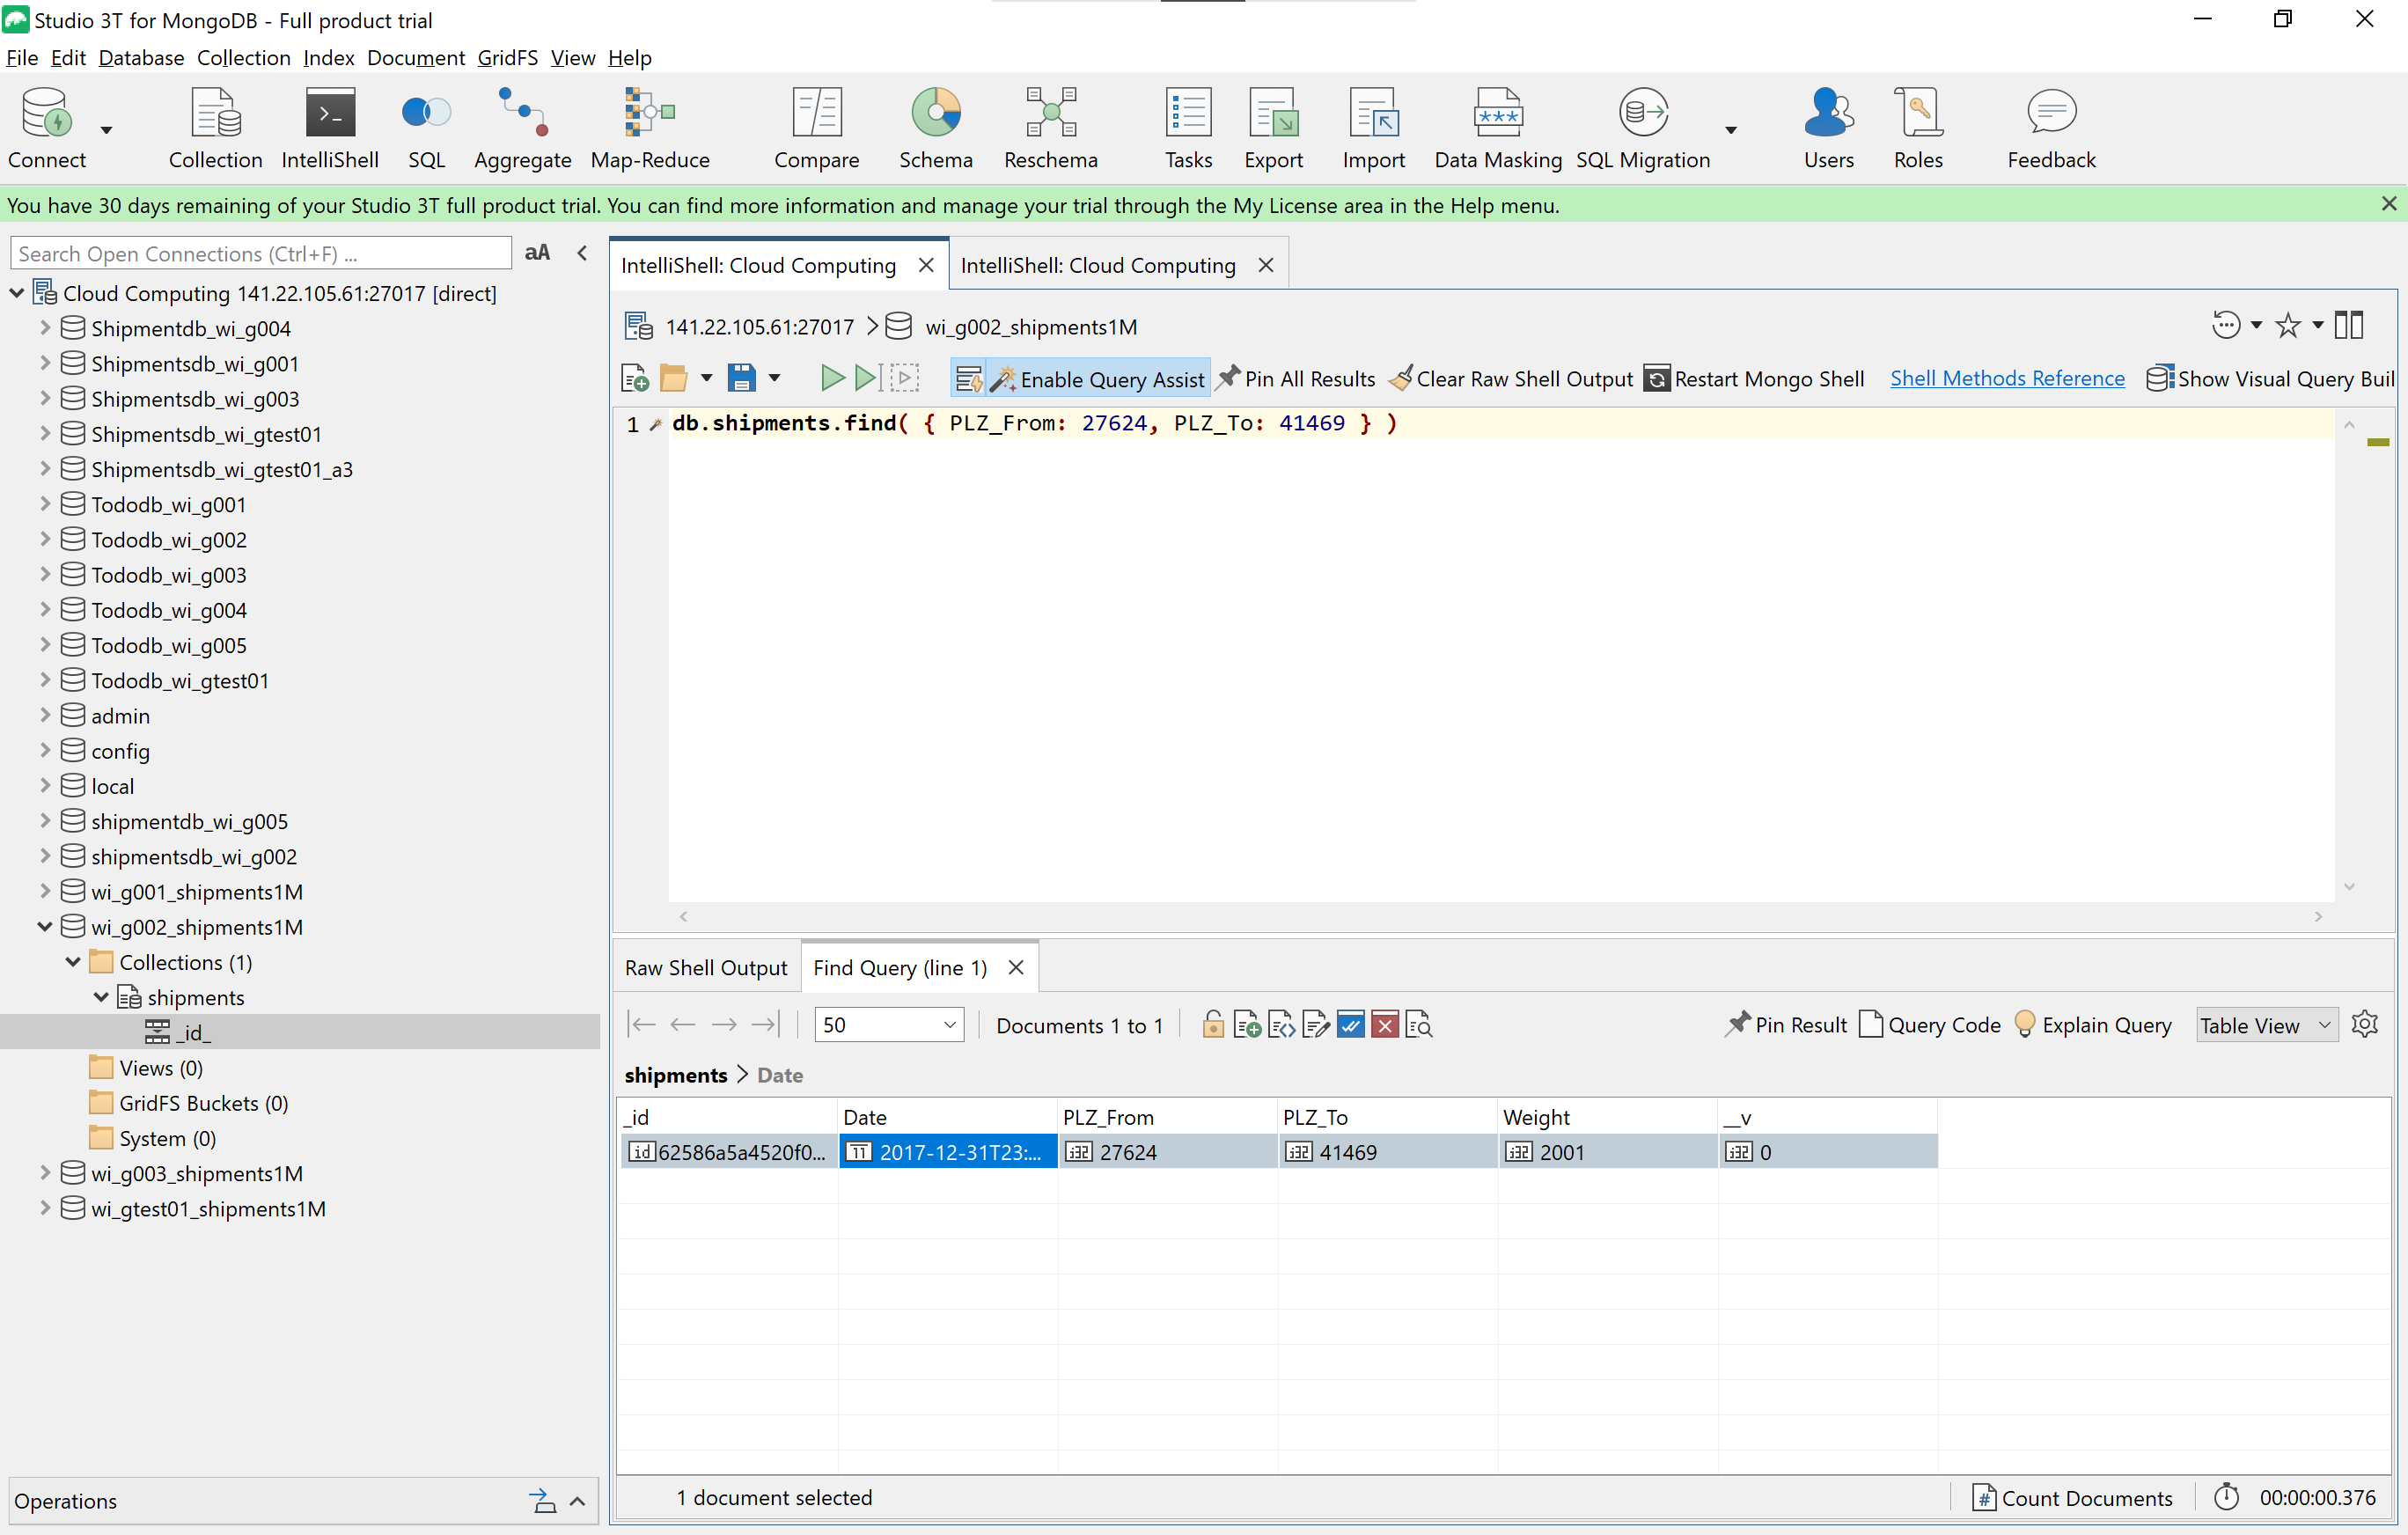 Studio 3T for MongoDB - Full product trial
File Edit Database Collection Index Document GridFS View Help
Connect Collection IntelliShell SQL Aggregate Map-Reduce Compare Schema Reschema Tasks Export Import Data Masking SQL Migration Users Roles Feedback
You have 30 days remaining of your Studio 3T full product trial. You can find more information and manage your trial through the My License area in the Help menu.
Search Open Connections (Ctrl+F) ... aA
Cloud Computing 141.22.105.61:27017 [direct]
Shipmentdb_wi_g004
Shipmentsdb_wi_g001
Shipmentsdb_wi_g003
Shipmentsdb_wi_gtest01
Shipmentsdb_wi_gtest01_a3
Tododb_wi_g001
Tododb_wi_g002
Tododb_wi_g003
Tododb_wi_g004
Tododb_wi_g005
Tododb_wi_gtest01
admin
config
local
shipmentdb_wi_g005
shipmentsdb_wi_g002
wi_g001_shipments1M
wi_g002_shipments1M
Collections (1)
shipments
_id_
Views (0)
GridFS Buckets (0)
System (0)
wi_g003_shipments1M
wi_gtest01_shipments1M
Operations
IntelliShell: Cloud Computing IntelliShell: Cloud Computing
141.22.105.61:27017 wi_g002_shipments1M
Enable Query Assist Pin All Results Clear Raw Shell Output Restart Mongo Shell Shell Methods Reference Show Visual Query Buil
1 db.shipments.find( { PLZ_From: 27624, PLZ_To: 41469 } )
Raw Shell Output Find Query (line 1)
50 Documents 1 to 1 Pin Result Query Code Explain Query Table View
shipments > Date
_id Date PLZ_From PLZ_To Weight __v
id 62586a5a4520f0... 2017-12-31T23:... i32 27624 i32 41469 i32 2001 i32 0
1 document selected Count Documents 00:00:00.376